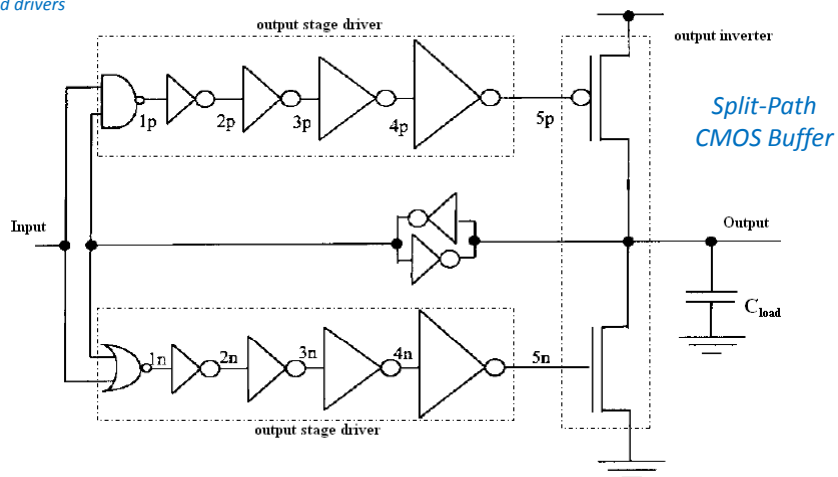 d drivers
output stage driver
output inverter
Split-Path
CMOS Buffer
1p
2p
3p
4p
5p
Input
Output
C_load
1n
2n
3n
4n
5n
output stage driver